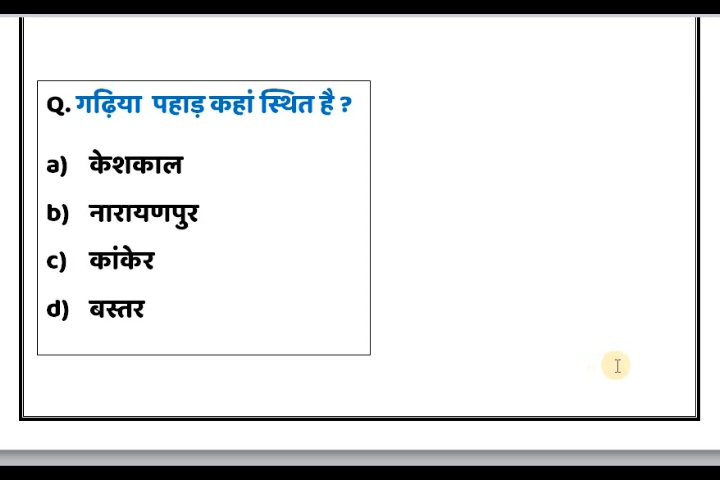 Q. गढ़िया पहाड़ कहां स्थित है ?
a) केशकाल
b) नारायणपुर
c) कांकेर
d) बस्तर